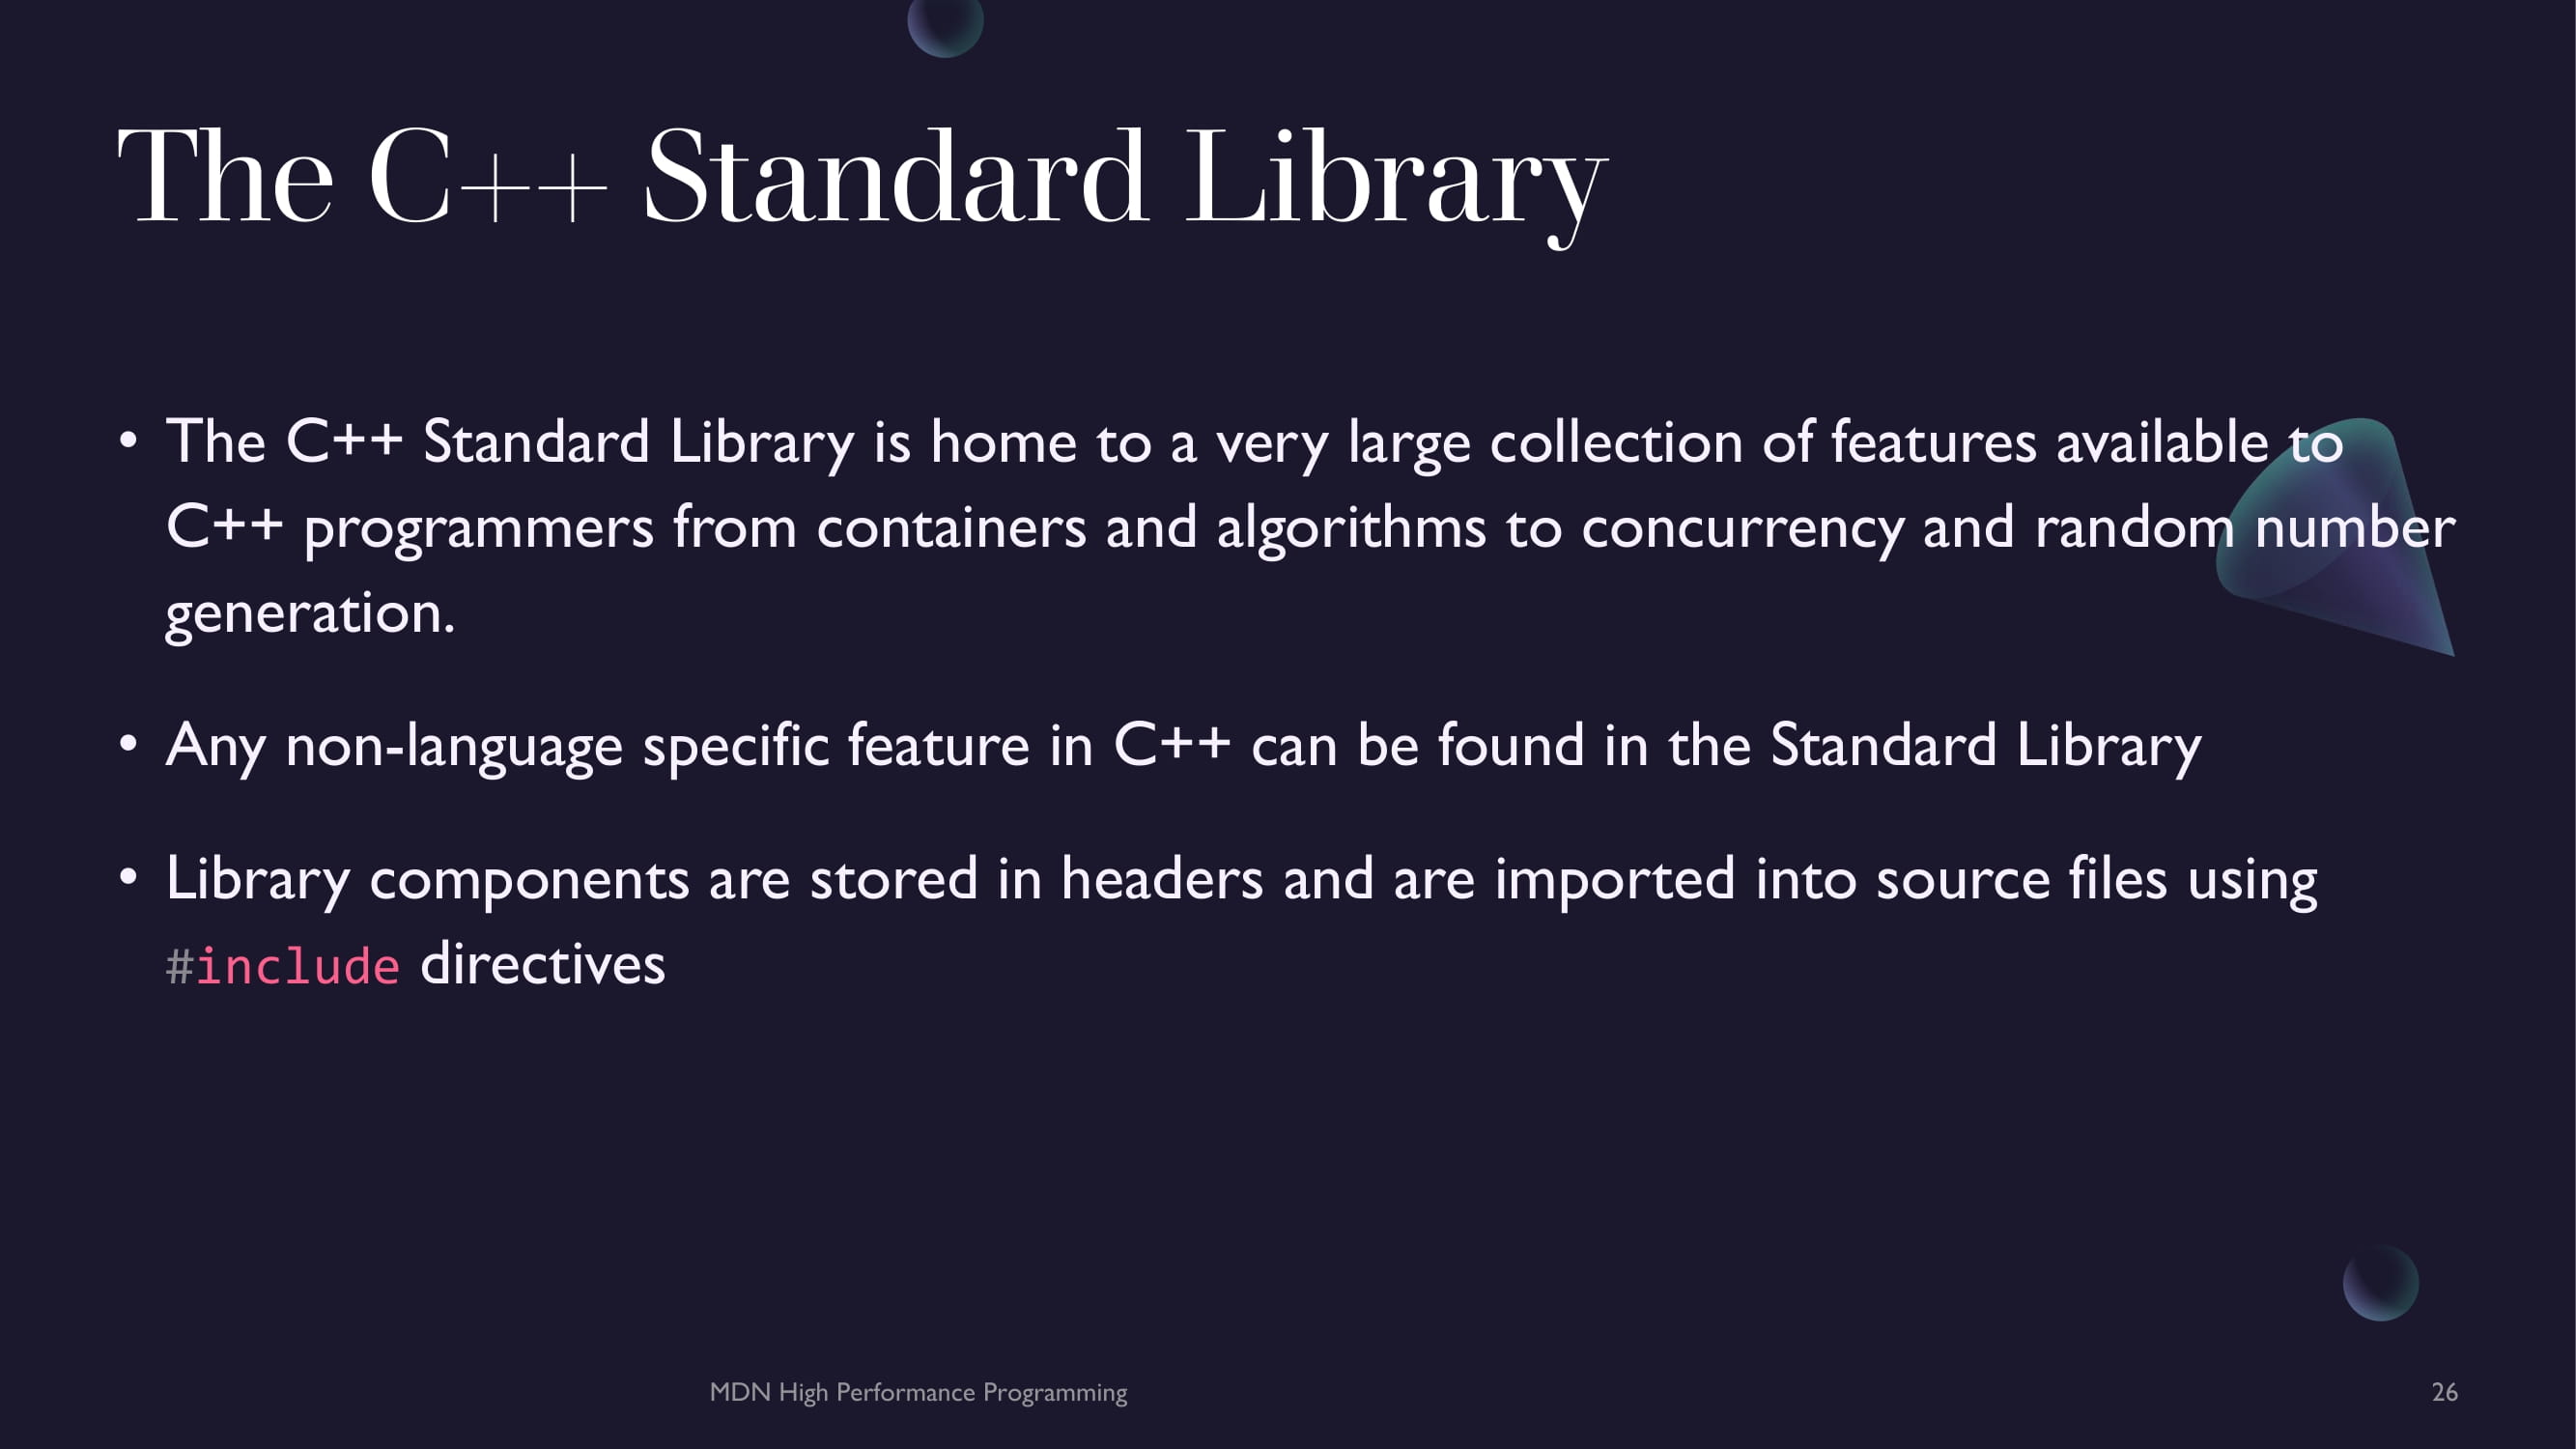 The C++ Standard Library
• The C++ Standard Library is home to a very large collection of features available to
C++ programmers from containers and algorithms to concurrency and random number
generation.
• Any non-language specific feature in C++ can be found in the Standard Library
• Library components are stored in headers and are imported into source files using
#include directives
MDN High Performance Programming
26